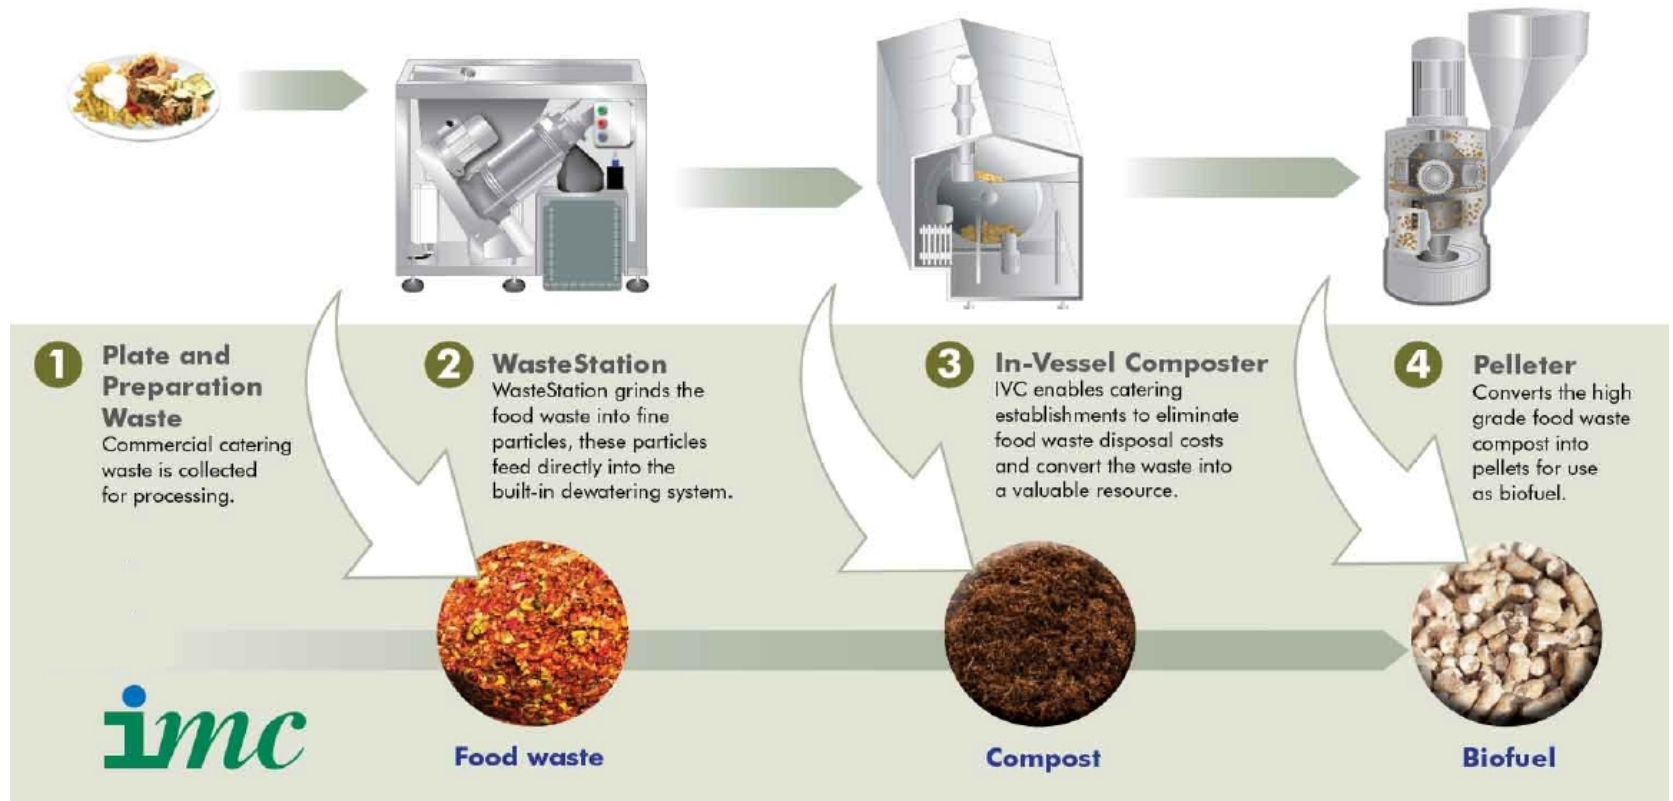 1
Plate and
Preparation
Waste
Commercial catering
waste is collected
for processing.
2
WasteStation
WasteStation grinds the
food waste into fine
particles, these particles
feed directly into the
built-in dewatering system.
3
In-Vessel Composter
IVC enables catering
establishments to eliminate
food waste disposal costs
and convert the waste into
a valuable resource.
4
Pelleter
Converts the high
grade food waste
compost into
pellets for use
as biofuel.
imc
Food waste
Compost
Biofuel